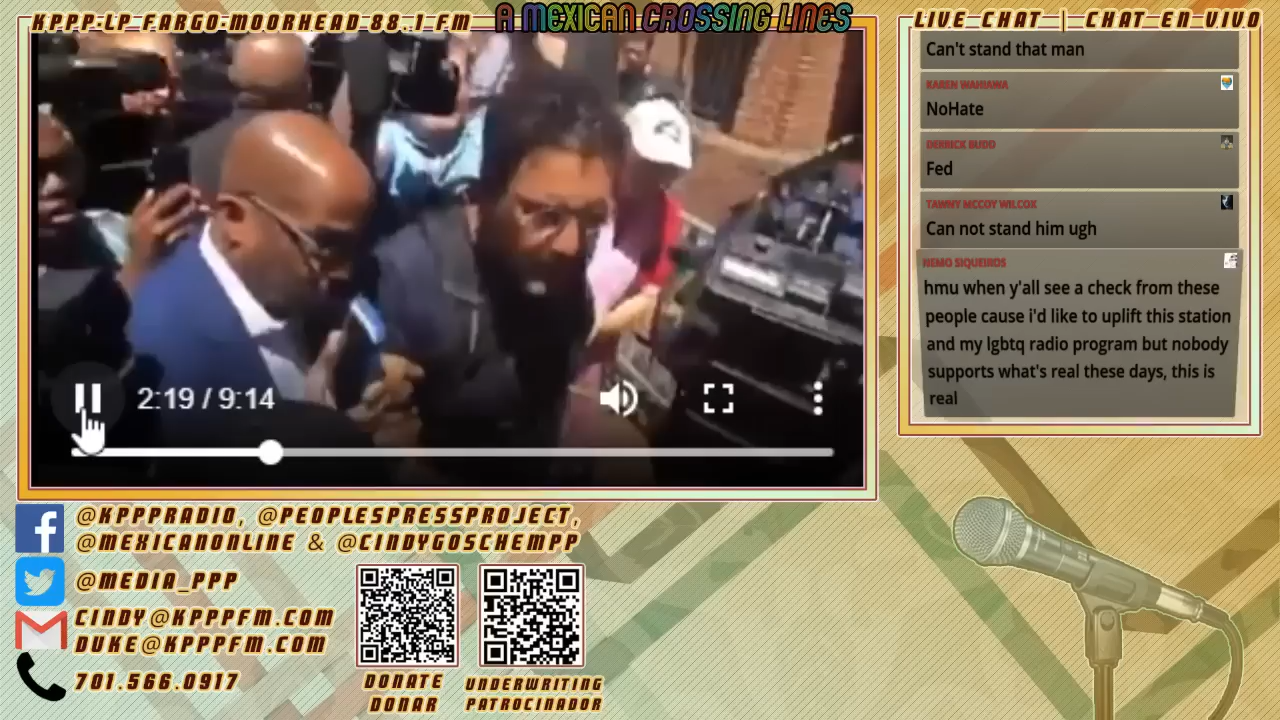 KPPP-LP FARGO-MOORHEAD 88.1 FM
A MEXICAN CROSSING LINES
LIVE CHAT | CHAT EN VIVO
Can't stand that man
KAREN WAHIAWA
NoHate
DERRICK BUDD
Fed
TAWNY MCCOY WILCOX
Can not stand him ugh
NEMO SIQUEIROS
hmu when y'all see a check from these
people cause i'd like to uplift this station
and my lgbtq radio program but nobody
supports what's real these days, this is
real
2:19 / 9:14
@KPPPRADIO, @PEOPLESPRESSPROJECT,
@MEXICANONLINE & @CINDYGOSCHEMPP
@MEDIA_PPP
CINDY@KPPPFM.COM
DUKE@KPPPFM.COM
701.566.0917
DONATE
DONAR
UNDERWRITING
PATROCINADOR